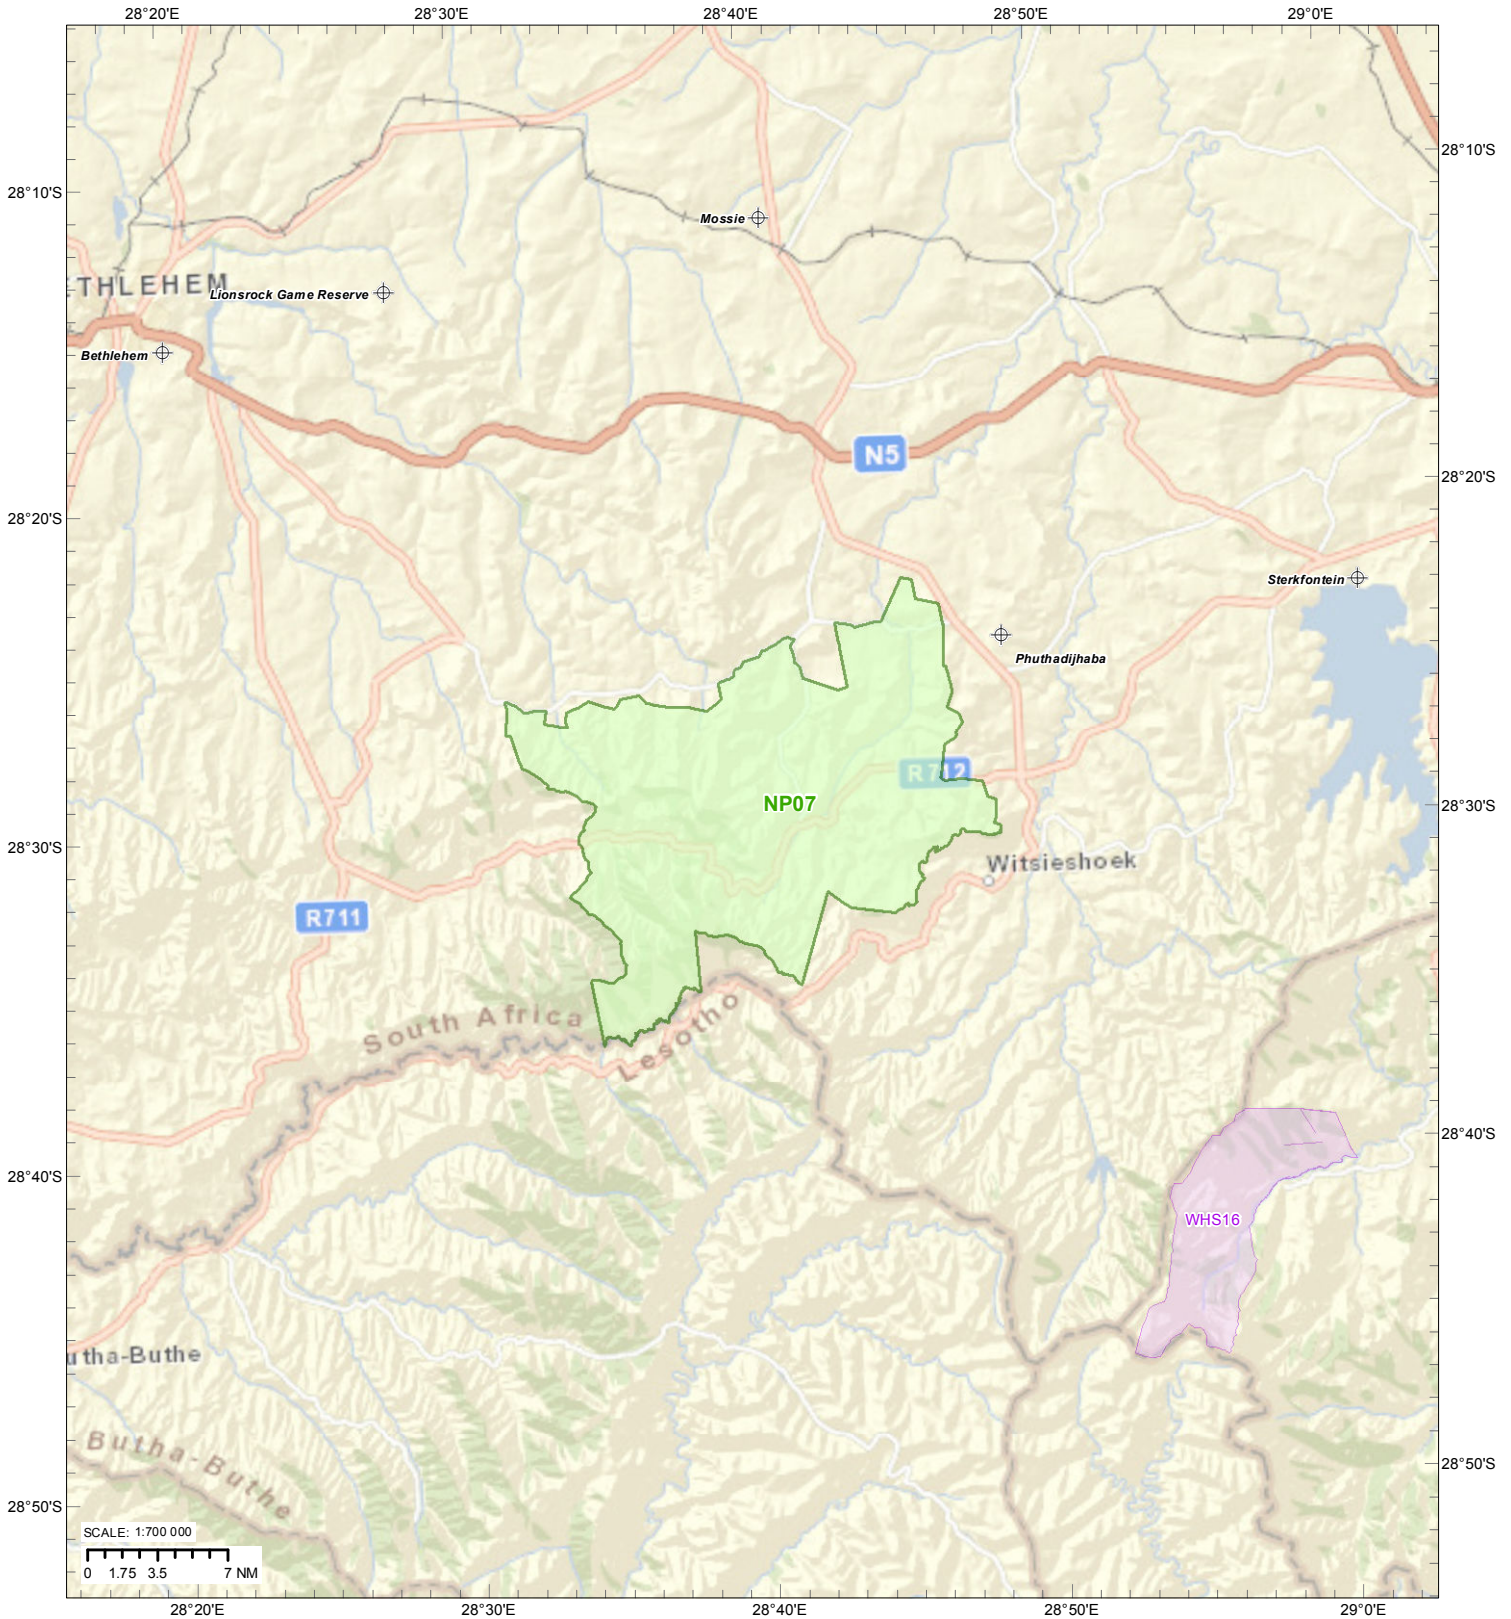 28°20'E 28°30'E 28°40'E 28°50'E 29°0'E
28°10'S
28°10'S
Mossie
THLEHEM
Lionsrock Game Reserve
Bethlehem
N5
28°20'S
28°20'S
Sterkfontein
Phuthadijhaba
R712
NP07
28°30'S
28°30'S
Witsieshoek
R711
South Africa
Lesotho
28°40'S
28°40'S
WHS16
utha-Buthe
Butha-Buthe
28°50'S
28°50'S
SCALE: 1:700 000
0 1.75 3.5 7 NM
28°20'E 28°30'E 28°40'E 28°50'E 29°0'E